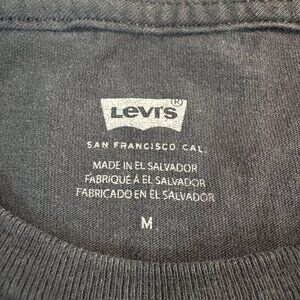 Levi's®
SAN FRANCISCO, CAL.
MADE IN EL SALVADOR
FABRIQUÉ Á EL SALVADOR
FABRICADO EN EL SALVADOR
M